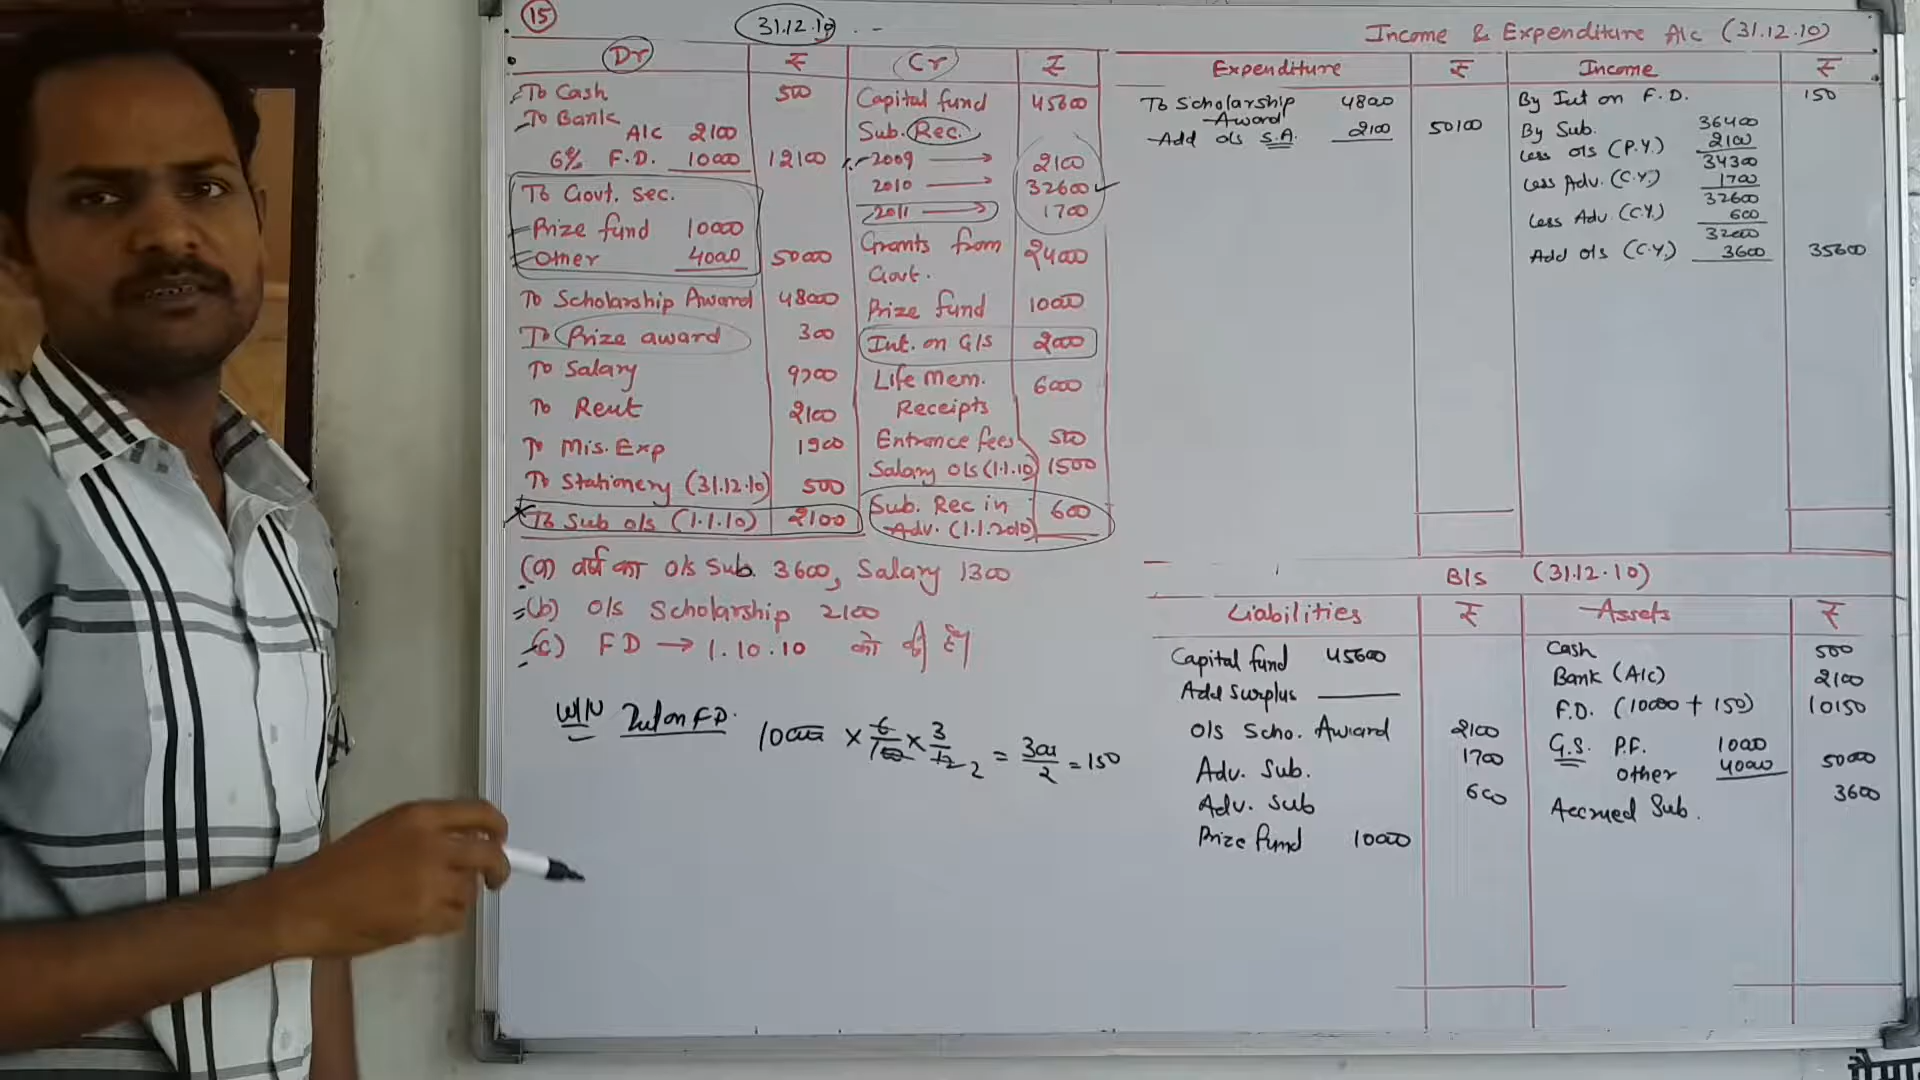 15
31.12.10
Dr ₹ Cr ₹
To Cash 500 Capital fund 45600
To Bank Sub. Rec.
A/c 2100
6% F.D. 10000 12100 2009 → 2100
To Govt. sec. 2010 → 32600 ✓
2011 → 1700
Prize fund 10000 Grants from 24000
Other 4000 50000 Govt.
To Scholarship Award 48000 Prize fund 10000
To Prize award 300 Int. on G/S 2000
To Salary 9700 Life Mem. 6000
To Rent 2100 Receipts
To Mis. Exp 1900 Entrance fees 500
To Stationery (31.12.10) 500 Salary O/s (1.1.10) 1500
To Sub o/s (1.1.10) 2100 Sub. Rec in 600
Adv. (1.1.2010)
(a) वर्ष का O/s Sub. 3600, Salary 1300
(b) O/s Scholarship 2100
(c) FD → 1.10.10 को की है।
W/N Int on F.D. 10000 × 6/100 × 3/12 2 = 300/2 = 150
Income & Expenditure A/c (31.12.10)
Expenditure ₹ Income ₹
To Scholarship 48000 By Int on F.D. 150
Award
Add o/s S.A. 2100 50100 By Sub. 36400
Less O/s (P.Y.) 2100
34300
Less Adv. (C.Y.) 1700
32600
Less Adv (C.Y.) 600
32000
Add O/s (C.Y.) 3600 35600
B/S (31.12.10)
Liabilities ₹ Assets ₹
Capital fund 45600 Cash 500
Add Surplus Bank (A/c) 2100
F.D. (10000 + 150) 10150
O/s Scho. Award 2100 G.S. P.F. 1000
Adv. Sub. 1700 Other 40000 50000
Adv. Sub 600 Accrued Sub. 3600
Prize fund 10000